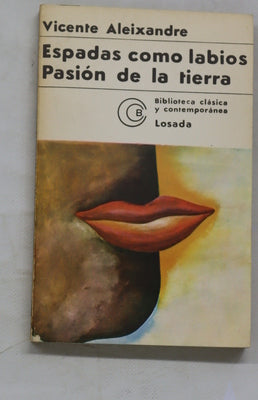 Vicente Aleixandre
Espadas como labios
Pasión de la tierra
B
Biblioteca clásica
y contemporánea
Losada